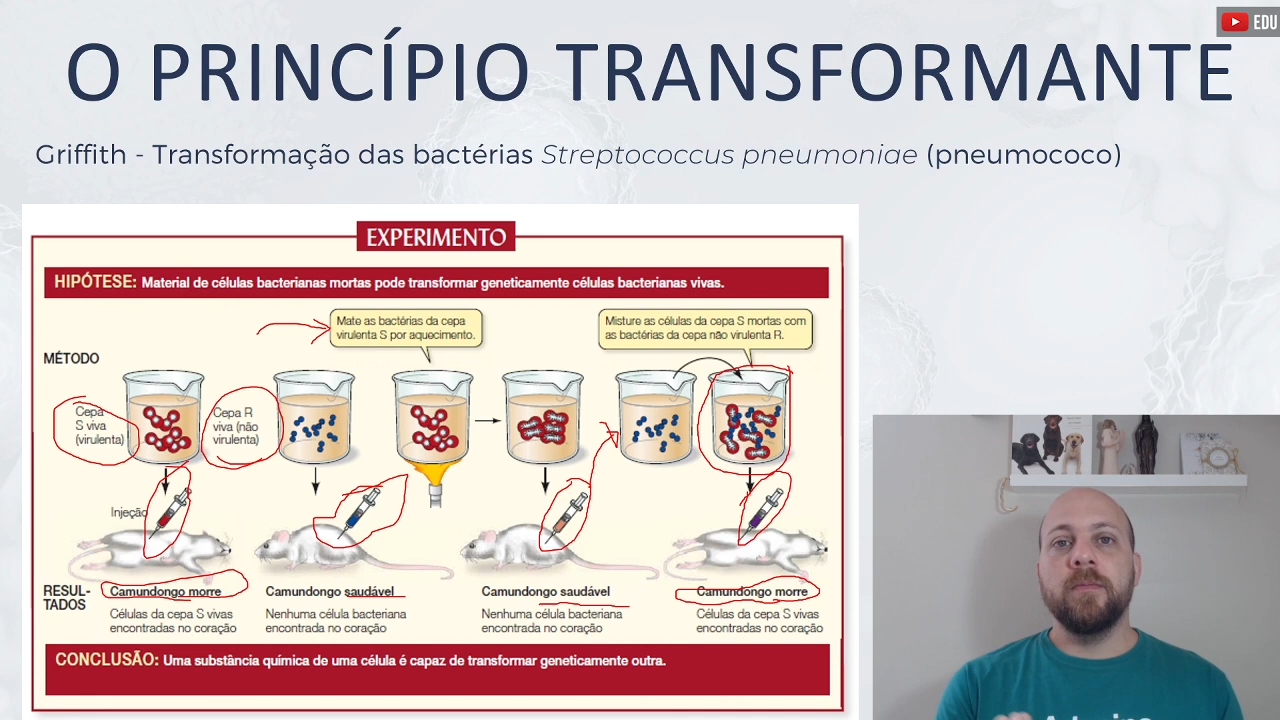 EDU
O PRINCÍPIO TRANSFORMANTE
Griffith - Transformação das bactérias Streptococcus pneumoniae (pneumococo)
EXPERIMENTO
HIPÓTESE: Material de células bacterianas mortas pode transformar geneticamente células bacterianas vivas.
Mate as bactérias da cepa
virulenta S por aquecimento.
Misture as células da cepa S mortas com
as bactérias da cepa não virulenta R.
MÉTODO
Cepa
S viva
(virulenta)
Cepa R
viva (não
virulenta)
Injeção
RESUL-
TADOS
Camundongo morre
Células da cepa S vivas
encontradas no coração
Camundongo saudável
Nenhuma célula bacteriana
encontrada no coração
Camundongo saudável
Nenhuma célula bacteriana
encontrada no coração
Camundongo morre
Células da cepa S vivas
encontradas no coração
CONCLUSÃO: Uma substância química de uma célula é capaz de transformar geneticamente outra.